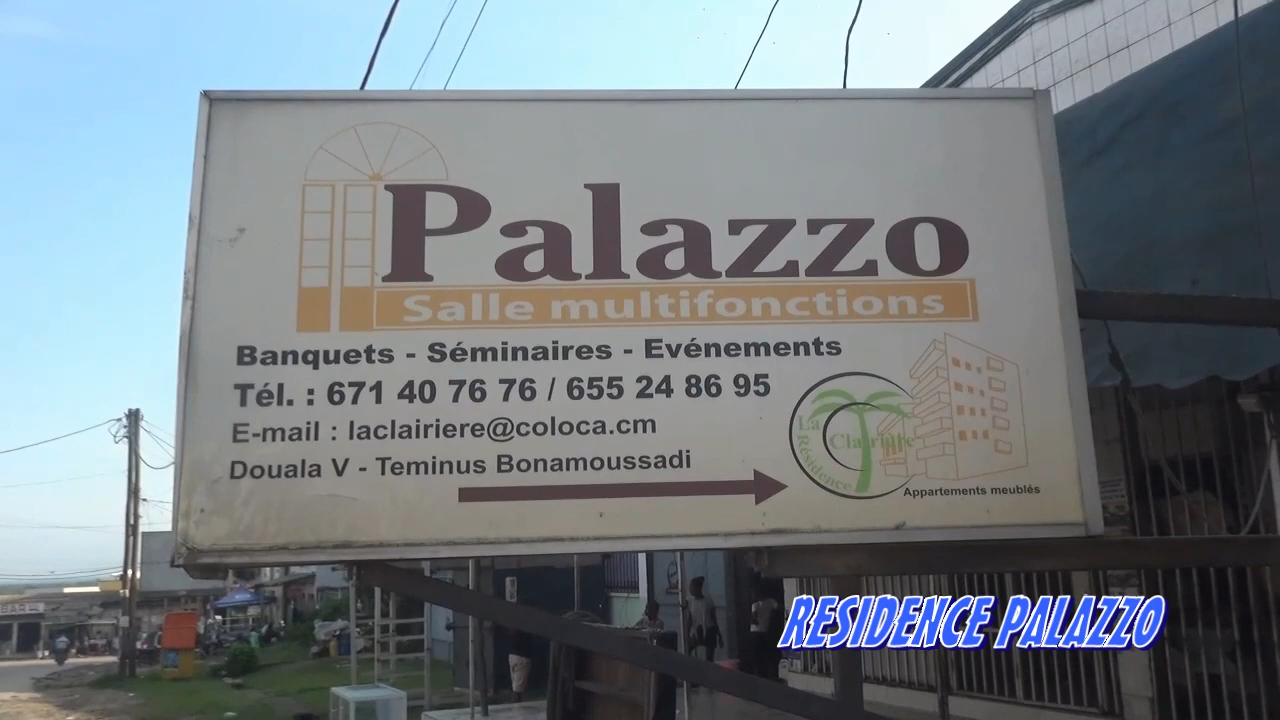 Palazzo
Salle multifonctions
Banquets - Séminaires - Evénements
Tél. : 671 40 76 76 / 655 24 86 95
E-mail : laclairiere@coloca.cm
Douala V - Teminus Bonamoussadi
La Clairière
Résidence
Appartements meublés
BAR
RESIDENCE PALAZZO